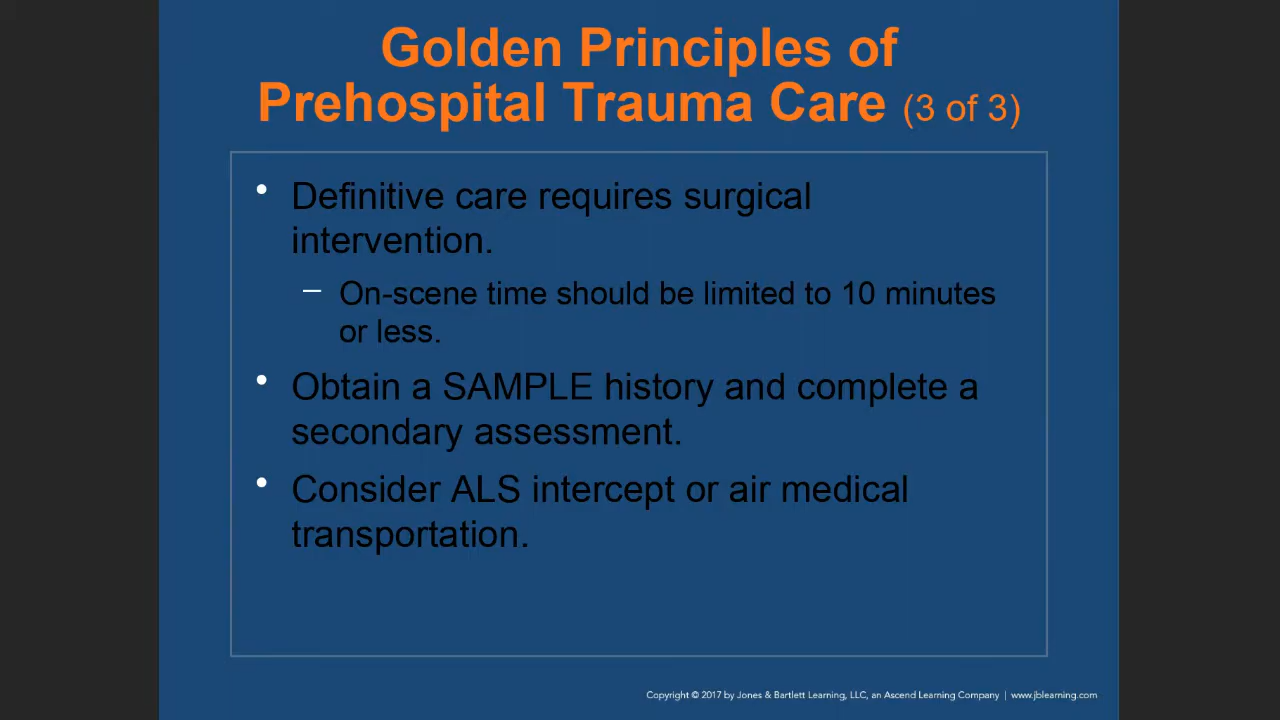 Golden Principles of
Prehospital Trauma Care (3 of 3)
• Definitive care requires surgical
intervention.
– On-scene time should be limited to 10 minutes
or less.
• Obtain a SAMPLE history and complete a
secondary assessment.
• Consider ALS intercept or air medical
transportation.
Copyright © 2017 by Jones & Bartlett Learning, LLC, an Ascend Learning Company | www.jblearning.com